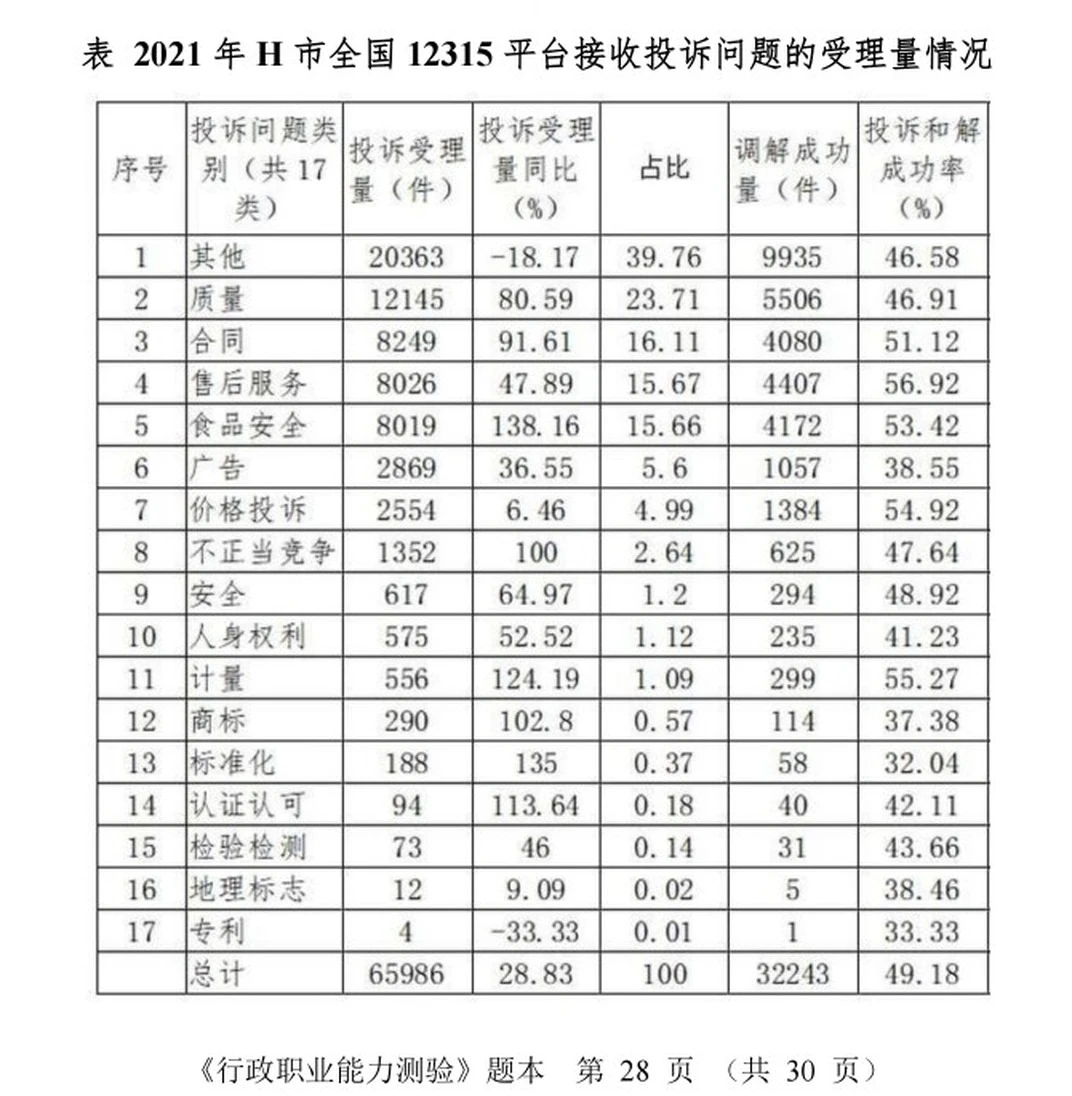 表 2021 年 H 市全国 12315 平台接收投诉问题的受理量情况
序号 投诉问题类别（共 17 类） 投诉受理量（件） 投诉受理量同比（%） 占比 调解成功量（件） 投诉和解成功率（%）
1 其他 20363 -18.17 39.76 9935 46.58
2 质量 12145 80.59 23.71 5506 46.91
3 合同 8249 91.61 16.11 4080 51.12
4 售后服务 8026 47.89 15.67 4407 56.92
5 食品安全 8019 138.16 15.66 4172 53.42
6 广告 2869 36.55 5.6 1057 38.55
7 价格投诉 2554 6.46 4.99 1384 54.92
8 不正当竞争 1352 100 2.64 625 47.64
9 安全 617 64.97 1.2 294 48.92
10 人身权利 575 52.52 1.12 235 41.23
11 计量 556 124.19 1.09 299 55.27
12 商标 290 102.8 0.57 114 37.38
13 标准化 188 135 0.37 58 32.04
14 认证认可 94 113.64 0.18 40 42.11
15 检验检测 73 46 0.14 31 43.66
16 地理标志 12 9.09 0.02 5 38.46
17 专利 4 -33.33 0.01 1 33.33
总计 65986 28.83 100 32243 49.18
《行政职业能力测验》题本 第 28 页 （共 30 页）